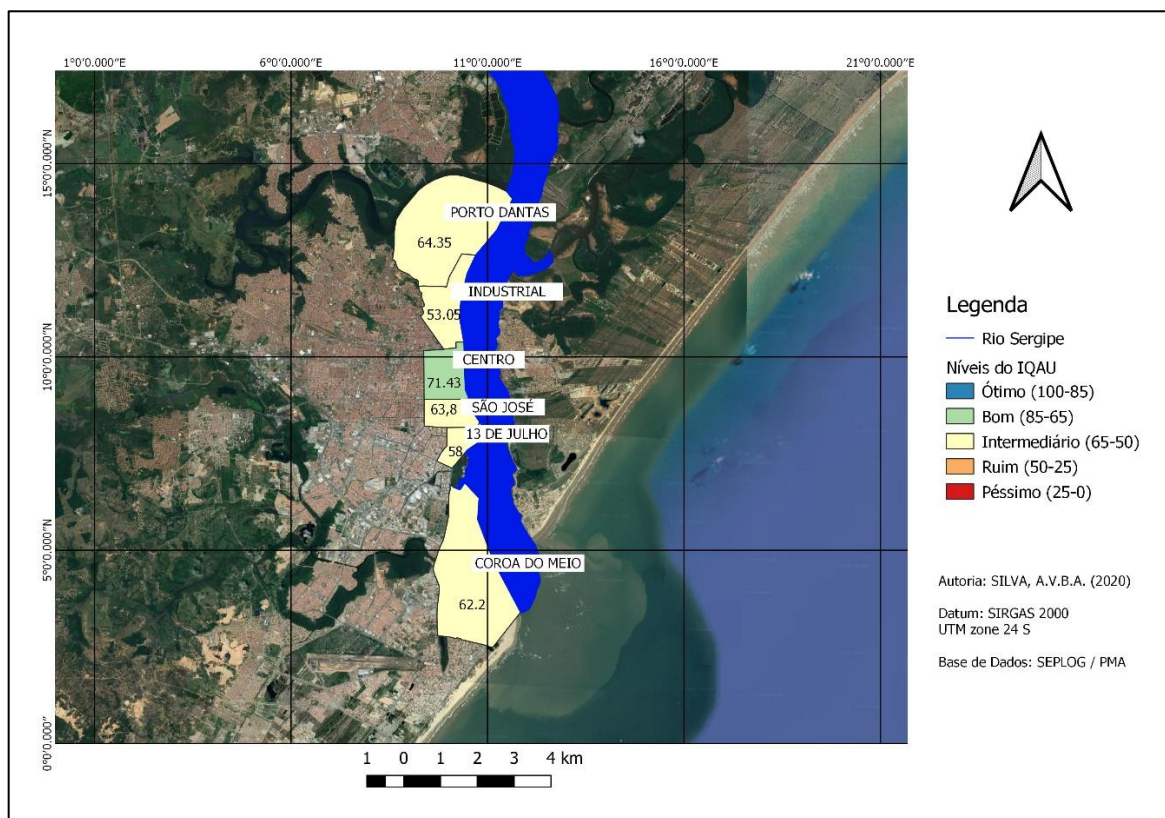 1°0'0.000"E
6°0'0.000"E
11°0'0.000"E
16°0'0.000"E
21°0'0.000"E
15°0'0.000"N
10°0'0.000"N
5°0'0.000"N
0°0'0.000"
PORTO DANTAS
64.35
INDUSTRIAL
53.05
CENTRO
71.43
SÃO JOSÉ
63,8
13 DE JULHO
58
COROA DO MEIO
62.2
1 0 1 2 3 4 km
Legenda
Rio Sergipe
Níveis do IQAU
Ótimo (100-85)
Bom (85-65)
Intermediário (65-50)
Ruim (50-25)
Péssimo (25-0)
Autoria: SILVA, A.V.B.A. (2020)
Datum: SIRGAS 2000
UTM zone 24 S
Base de Dados: SEPLOG / PMA